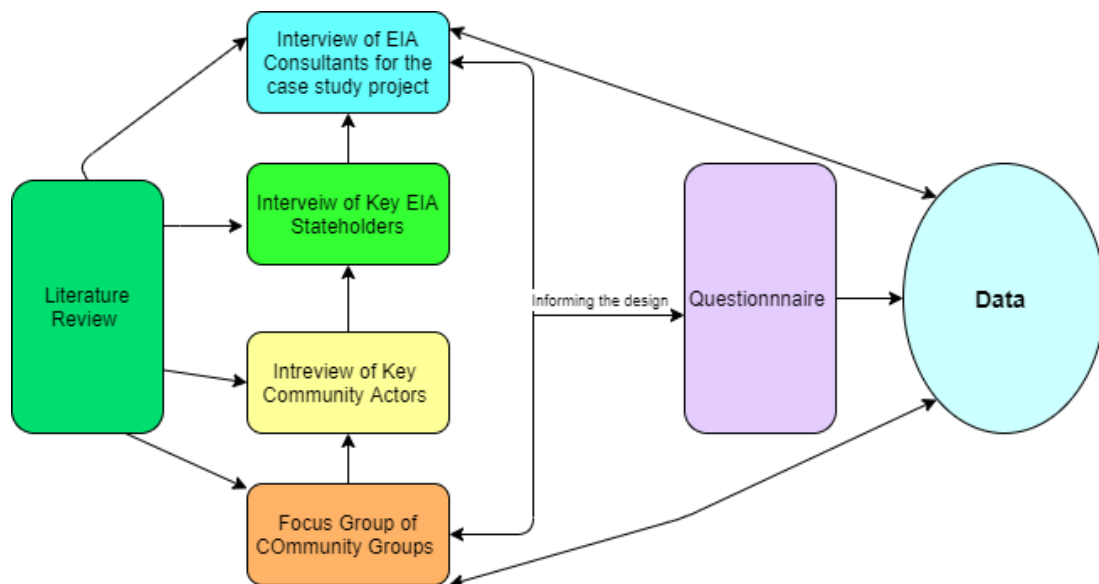 Interview of EIA
Consultants for the
case study project
Interveiw of Key EIA
Stateholders
Literature
Review
Informing the design
Questionnnaire
Data
Intreview of Key
Community Actors
Focus Group of
COmmunity Groups